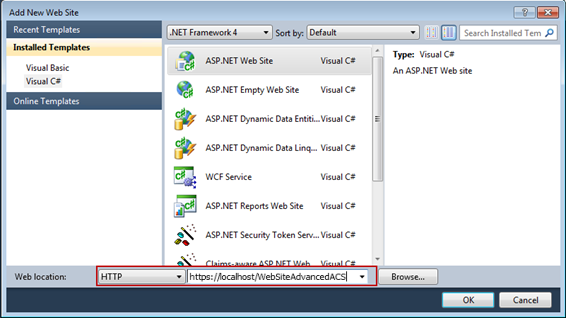 Add New Web Site
Recent Templates
.NET Framework 4
Sort by:
Default
Search Installed Tem
Installed Templates
Visual Basic
Visual C#
Online Templates
ASP.NET Web Site Visual C#
ASP.NET Empty Web Site Visual C#
ASP.NET Dynamic Data Entiti... Visual C#
ASP.NET Dynamic Data Linq... Visual C#
WCF Service Visual C#
ASP.NET Reports Web Site Visual C#
ASP.NET Security Token Serv... Visual C#
Claims-aware ASP.NET Web Visual C#
Type: Visual C#
An ASP.NET Web site
Web location:
HTTP
https://localhost/WebSiteAdvancedACS
Browse...
OK
Cancel